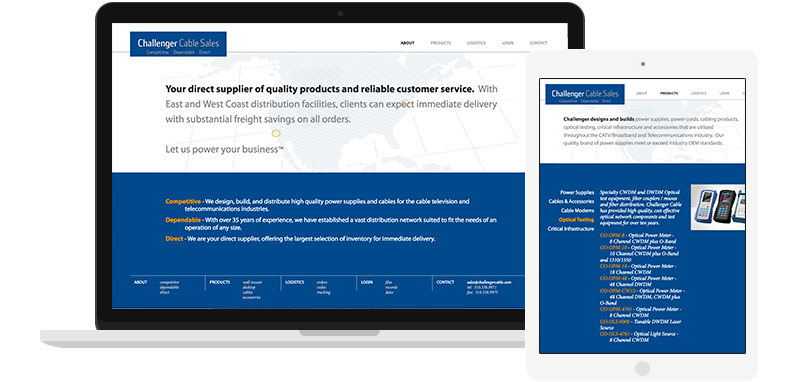 Challenger Cable Sales
Competitive Dependable Direct
ABOUT PRODUCTS LOGISTICS LOGIN CONTACT
Your direct supplier of quality products and reliable customer service. With
East and West Coast distribution facilities, clients can expect immediate delivery
with substantial freight savings on all orders.
Let us power your business™
Competitive - We design, build, and distribute high quality power supplies and cables for the cable television and
telecommunications industries.
Dependable - With over 35 years of experience, we have established a vast distribution network suited to fit the needs of an
operation of any size.
Direct - We are your direct supplier, offering the largest selection of inventory for immediate delivery.
ABOUT
competitive
dependable
direct
PRODUCTS
wall mount
desktop
cables
accessories
LOGISTICS
orders
codes
tracking
LOGIN
files
records
data
CONTACT
sales@challengercable.com
tel: 310.538.9971
fax: 310.538.9975
Challenger Cable Sales
Competitive Dependable Direct
ABOUT PRODUCTS LOGISTICS LOGIN C
Challenger designs and builds power supplies, power cords, cabling products,
optical testing, critical infrastructure and accessories that are utilized
throughout the CATV/Broadband and Telecommunications Industry. Our
quality brand of power supplies meet or exceed industry OEM standards.
Power Supplies
Cables & Accessories
Cable Modems
Optical Testing
Critical Infrastructure
Specialty CWDM and DWDM Optical
test equipment, fiber couplers / muxes
and fiber distribution. Challenger Cable
has provided high quality, cost effective
optical network components and test
equipment for over ten years.
CO-OPM-8 - Optical Power Meter -
8 Channel CWDM plus O-Band
CO-OPM-10 - Optical Power Meter -
10 Channel CWDM plus O-Band
and 1310/1550
CO-OPM-18 - Optical Power Meter -
18 Channel CWDM
CO-OPM-48 - Optical Power Meter -
48 Channel DWDM
CO-OPM-CW12 - Optical Power Meter -
48 Channel DWDM, CWDM plus
O-Band
CO-OPM-4761 - Optical Power Meter -
8 Channel CWDM
CO-OLS-6000 - Tunable DWDM Laser
Source
CO-OLS-4761 - Optical Light Source -
8 Channel CWDM